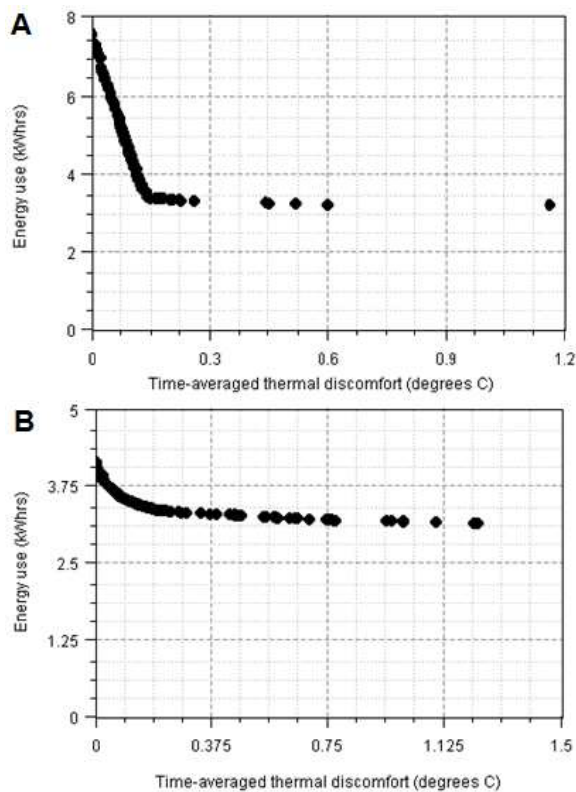 A
8
6
4
2
0
Energy use (kWhrs)
0 0.3 0.6 0.9 1.2
Time-averaged thermal discomfort (degrees C)
B
5
3.75
2.5
1.25
0
Energy use (kWhrs)
0 0.375 0.75 1.125 1.5
Time-averaged thermal discomfort (degrees C)